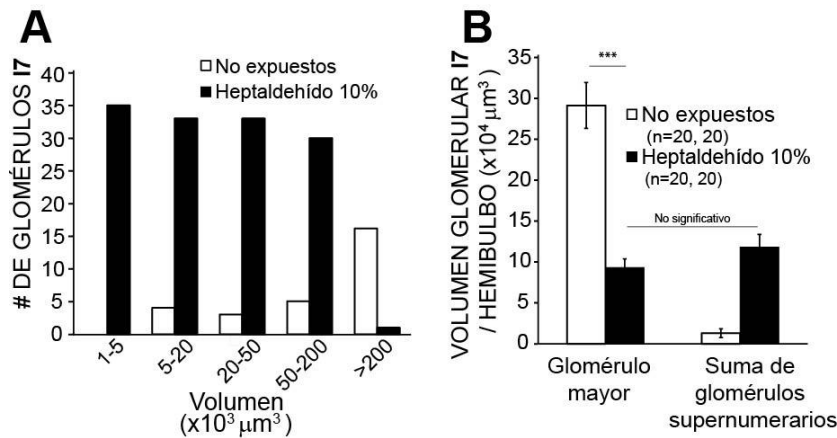 A
# DE GLOMÉRULOS I7
No expuestos
Heptaldehído 10%
40
35
30
25
20
15
10
5
0
1-5
5-20
20-50
50-200
>200
Volumen
(x10³ μm³)
B
VOLUMEN GLOMERULAR I7
/ HEMIBULBO (x10⁴ μm³)
35
30
25
20
15
10
5
0
***
No expuestos
(n=20, 20)
Heptaldehído 10%
(n=20, 20)
No significativo
Glomérulo
mayor
Suma de
glomérulos
supernumerarios